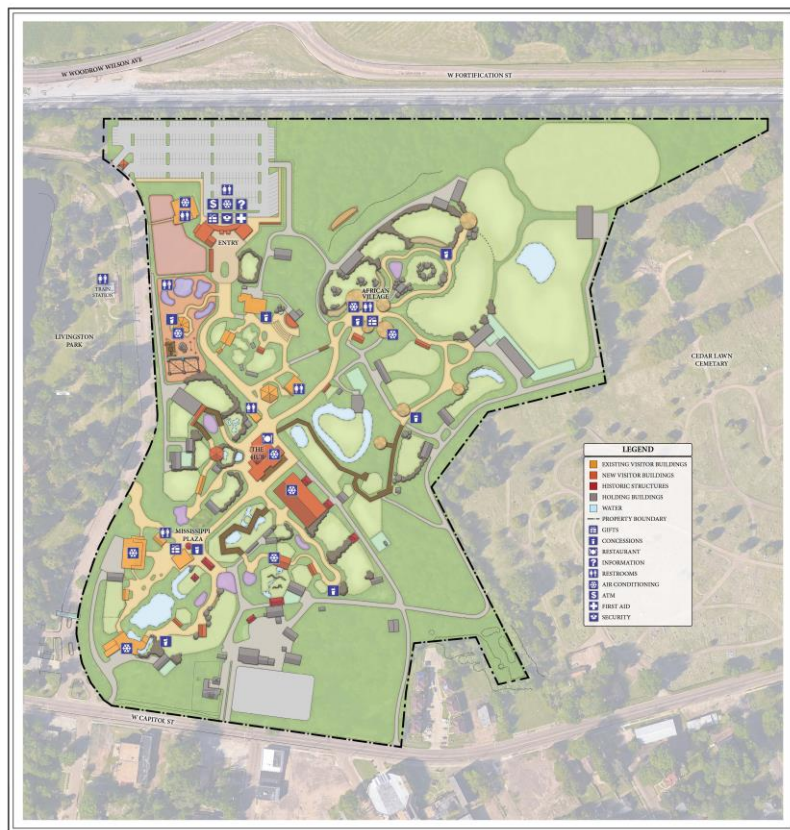 W WOODROW WILSON AVE
W FORTIFICATION ST
$
?
ENTRY
TRAIN
STATION
AFRICAN
VILLAGE
LIVINGSTON
PARK
CEDAR LAWN
CEMETERY
THE
HUB
MISSISSIPPI
PLAZA
W CAPITOL ST
LEGEND
EXISTING VISITOR BUILDINGS
NEW VISITOR BUILDINGS
HISTORIC STRUCTURES
HOLDING BUILDINGS
WATER
PROPERTY BOUNDARY
GIFTS
CONCESSIONS
RESTAURANT
? INFORMATION
RESTROOMS
AIR CONDITIONING
$ ATM
FIRST AID
SECURITY